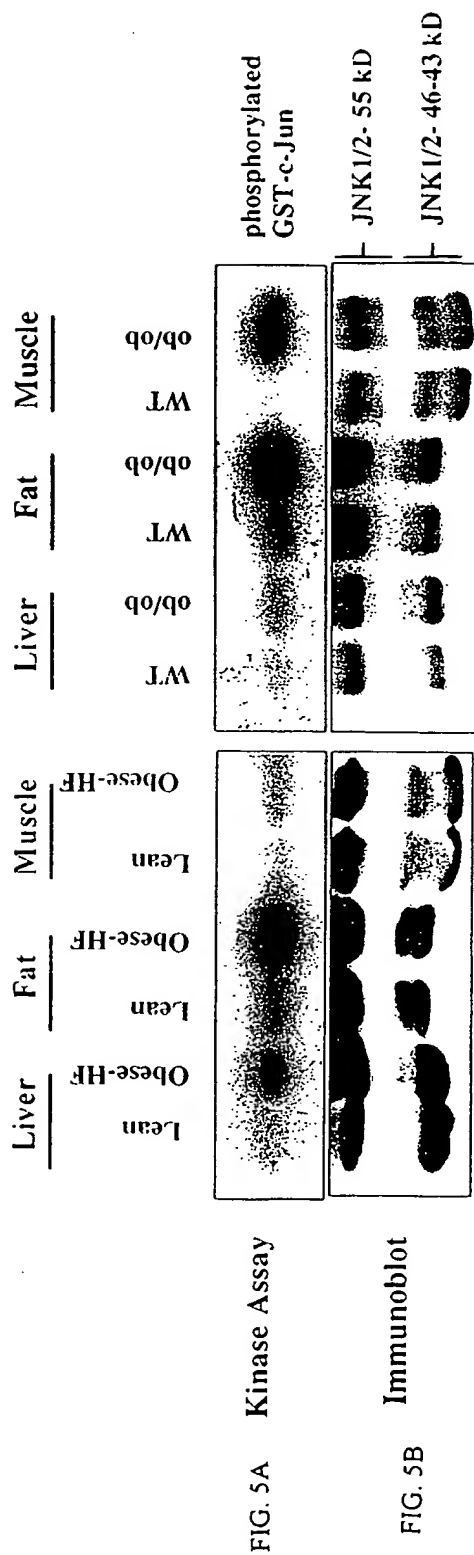 Liver Fat Muscle Liver Fat Muscle
Lean Obese-HF Lean Obese-HF Lean Obese-HF WT ob/ob WT ob/ob WT ob/ob
FIG. 5A Kinase Assay phosphorylated
GST-c-Jun
FIG. 5B Immunoblot JNK1/2- 55 kD
JNK1/2- 46-43 kD